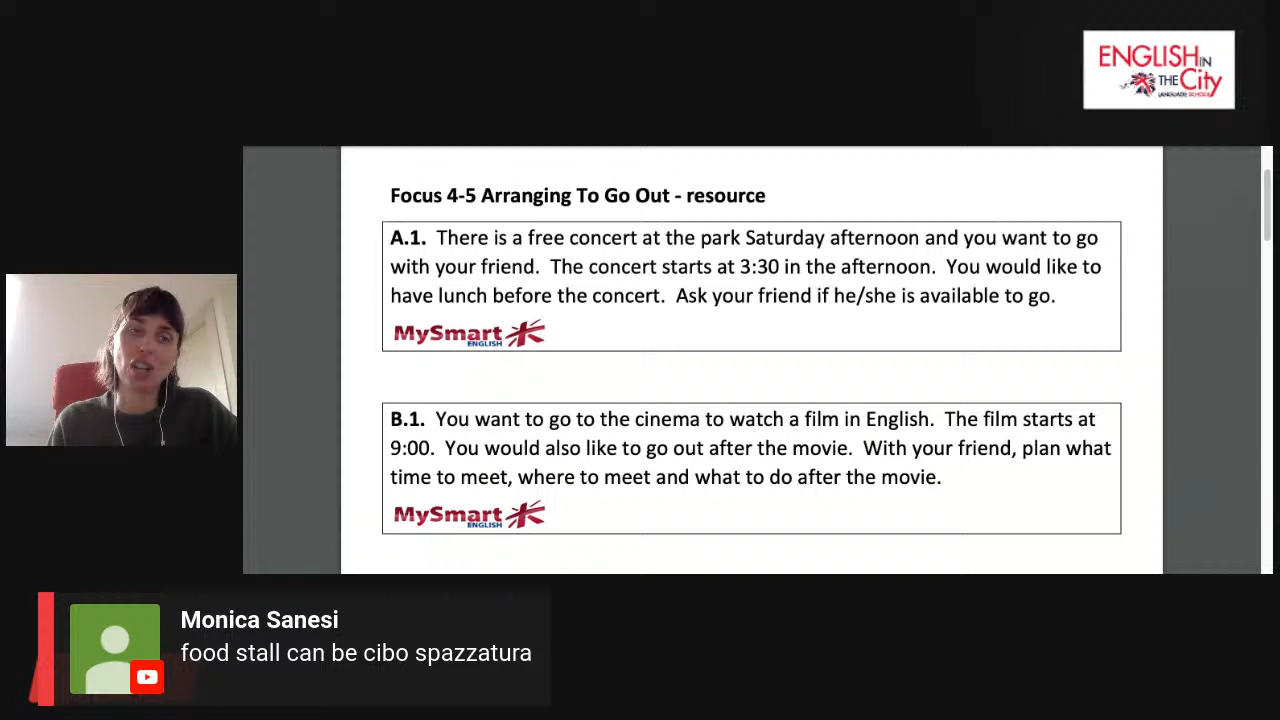 ENGLISH IN
THE City
LANGUAGE SCHOOL
Focus 4-5 Arranging To Go Out - resource
A.1. There is a free concert at the park Saturday afternoon and you want to go
with your friend. The concert starts at 3:30 in the afternoon. You would like to
have lunch before the concert. Ask your friend if he/she is available to go.
MySmart
ENGLISH
B.1. You want to go to the cinema to watch a film in English. The film starts at
9:00. You would also like to go out after the movie. With your friend, plan what
time to meet, where to meet and what to do after the movie.
MySmart
ENGLISH
Monica Sanesi
food stall can be cibo spazzatura